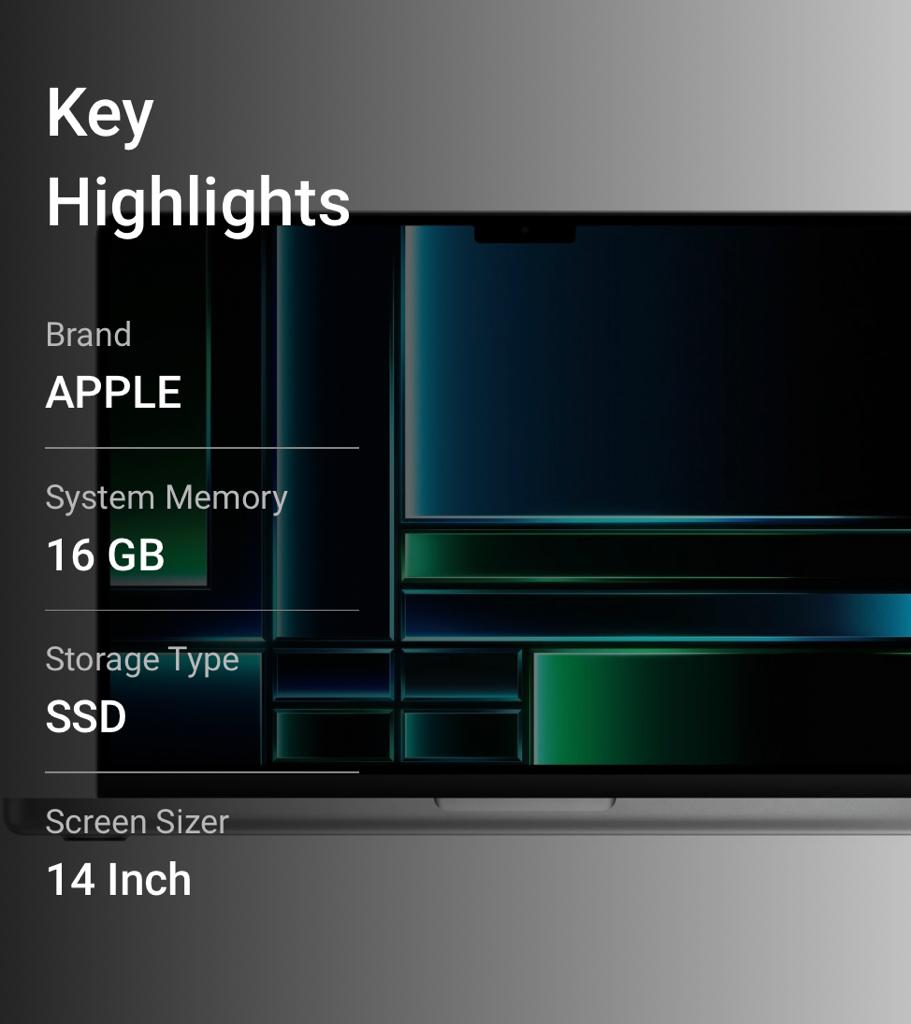 Key
Highlights
Brand
APPLE
System Memory
16 GB
Storage Type
SSD
Screen Sizer
14 Inch